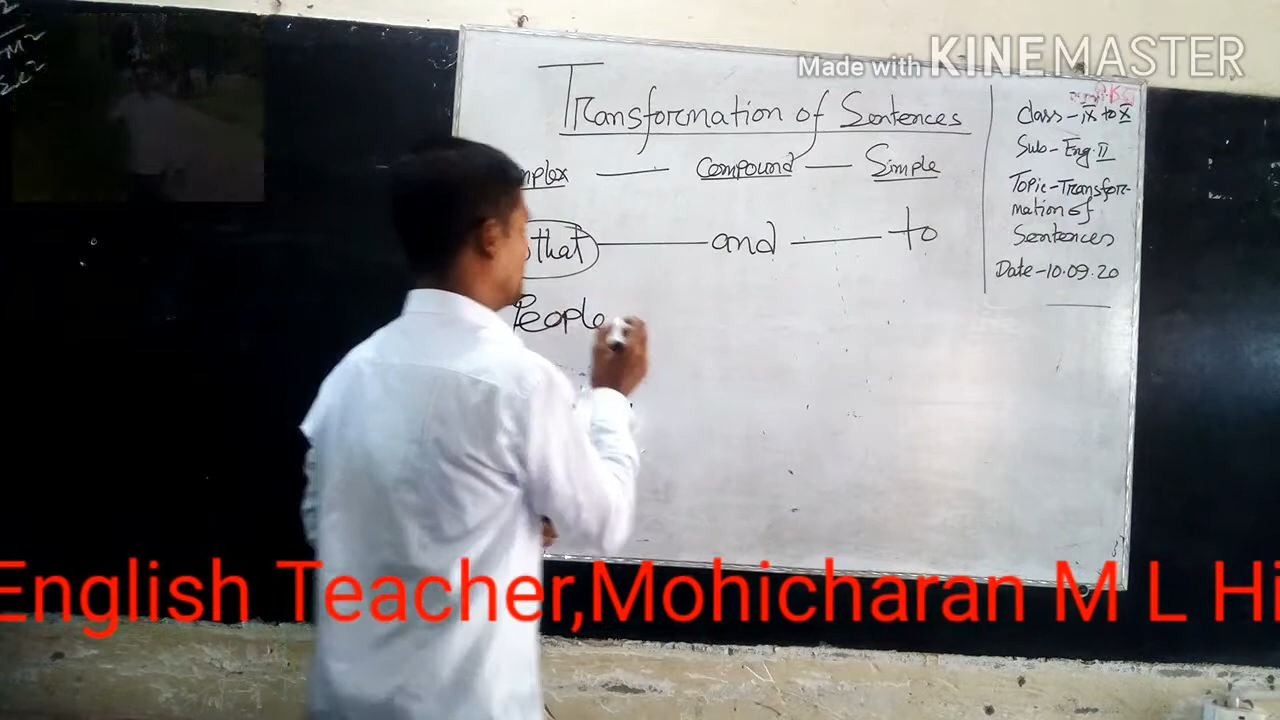 Made with KINEMASTER
Transformation of Sentences
Compound — Simple
that — and — to
People
Class - IX to X
Sub - Eng. II
Topic - Transfor-
mation of
Sentences
Date - 10.09.20
English Teacher,Mohicharan M L Hi